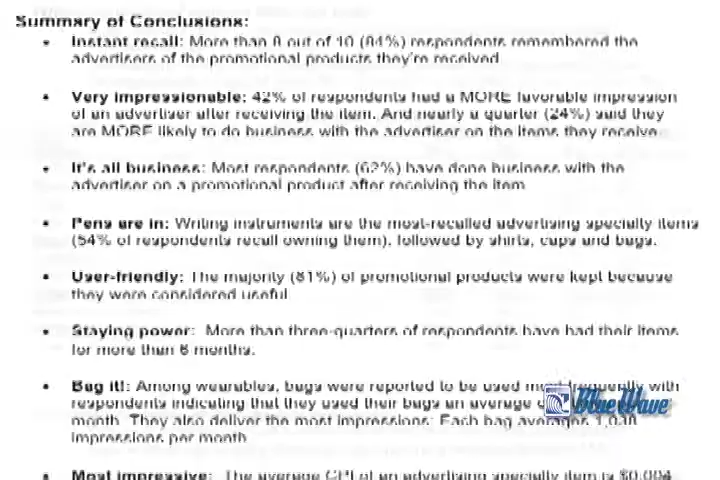 Summary of Conclusions:
• Instant recall: More than 8 out of 10 (84%) respondents remembered the
advertisers of the promotional products they're received
• Very impressionable: 42% of respondents had a MORE favorable impression
of an advertiser after receiving the item. And nearly a quarter (24%) said they
are MORE likely to do business with the advertiser on the items they receive.
• It's all business: Most respondents (62%) have done business with the
advertiser on a promotional product after receiving the item
• Pens are in: Writing instruments are the most-recalled advertising specialty items
(54% of respondents recall owning them), followed by shirts, caps and bags.
• User-friendly: The majority (81%) of promotional products were kept because
they were considered useful
• Staying power: More than three-quarters of respondents have had their items
for more than 6 months.
• Bag it!: Among wearables, bags were reported to be used most frequently with
respondents indicating that they used their bags an average
month. They also deliver the most impressions: Each bag averages 1,038
impressions per month
BlueWave
• Most impressive: The average CPI of an advertising specialty item is $0.004